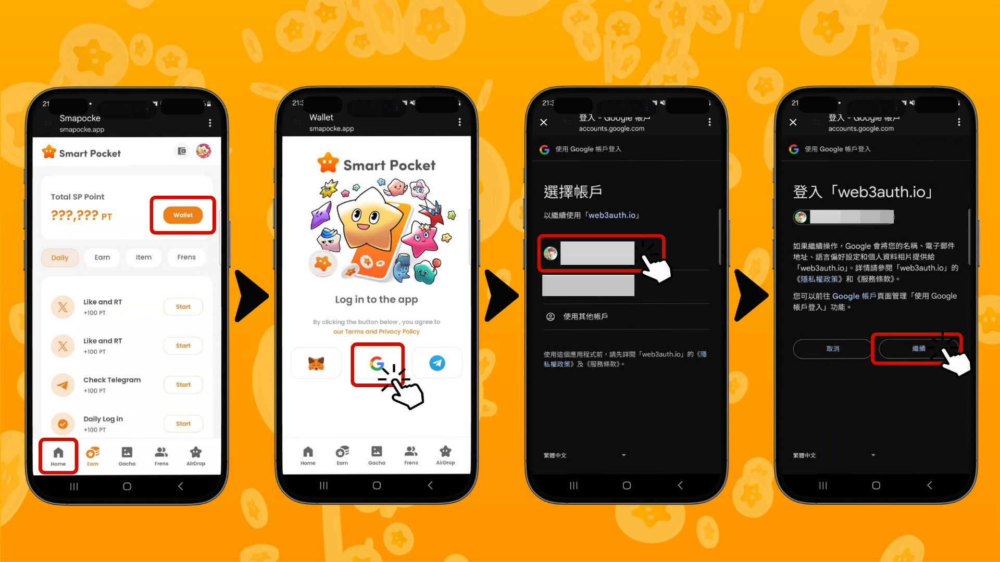 21
Smapocke
smapocke.app
Smart Pocket
Total SP Point
???,??? PT
Wallet
Daily
Earn
Item
Frens
Like and RT
+100 PT
Start
Like and RT
+100 PT
Start
Check Telegram
+100 PT
Start
Daily Log in
+100 PT
Start
Home
Earn
Gacha
Frens
AirDrop
21:3
Wallet
smapocke.app
Smart Pocket
Log in to the app
By clicking the button below , you agree to
our Terms and Privacy Policy
Home
Earn
Gacha
Frens
AirDrop
21:3
登入 - Google 帳戶
accounts.google.com
使用 Google 帳戶登入
選擇帳戶
以繼續使用「web3auth.io」
使用其他帳戶
使用這個應用程式前，請先詳閱「web3auth.io」的《隱
私權政策》及《服務條款》。
繁體中文
21
登入 - Google 帳戶
accounts.google.com
使用 Google 帳戶登入
登入「web3auth.io」
如果繼續操作，Google 會將您的名稱、電子郵件
地址、語言偏好設定和個人資料相片提供給
「web3auth.io」。詳情請參閱「web3auth.io」的
《隱私權政策》和《服務條款》。
您可以前往 Google 帳戶頁面管理「使用 Google
帳戶登入」功能。
取消
繼續
繁體中文